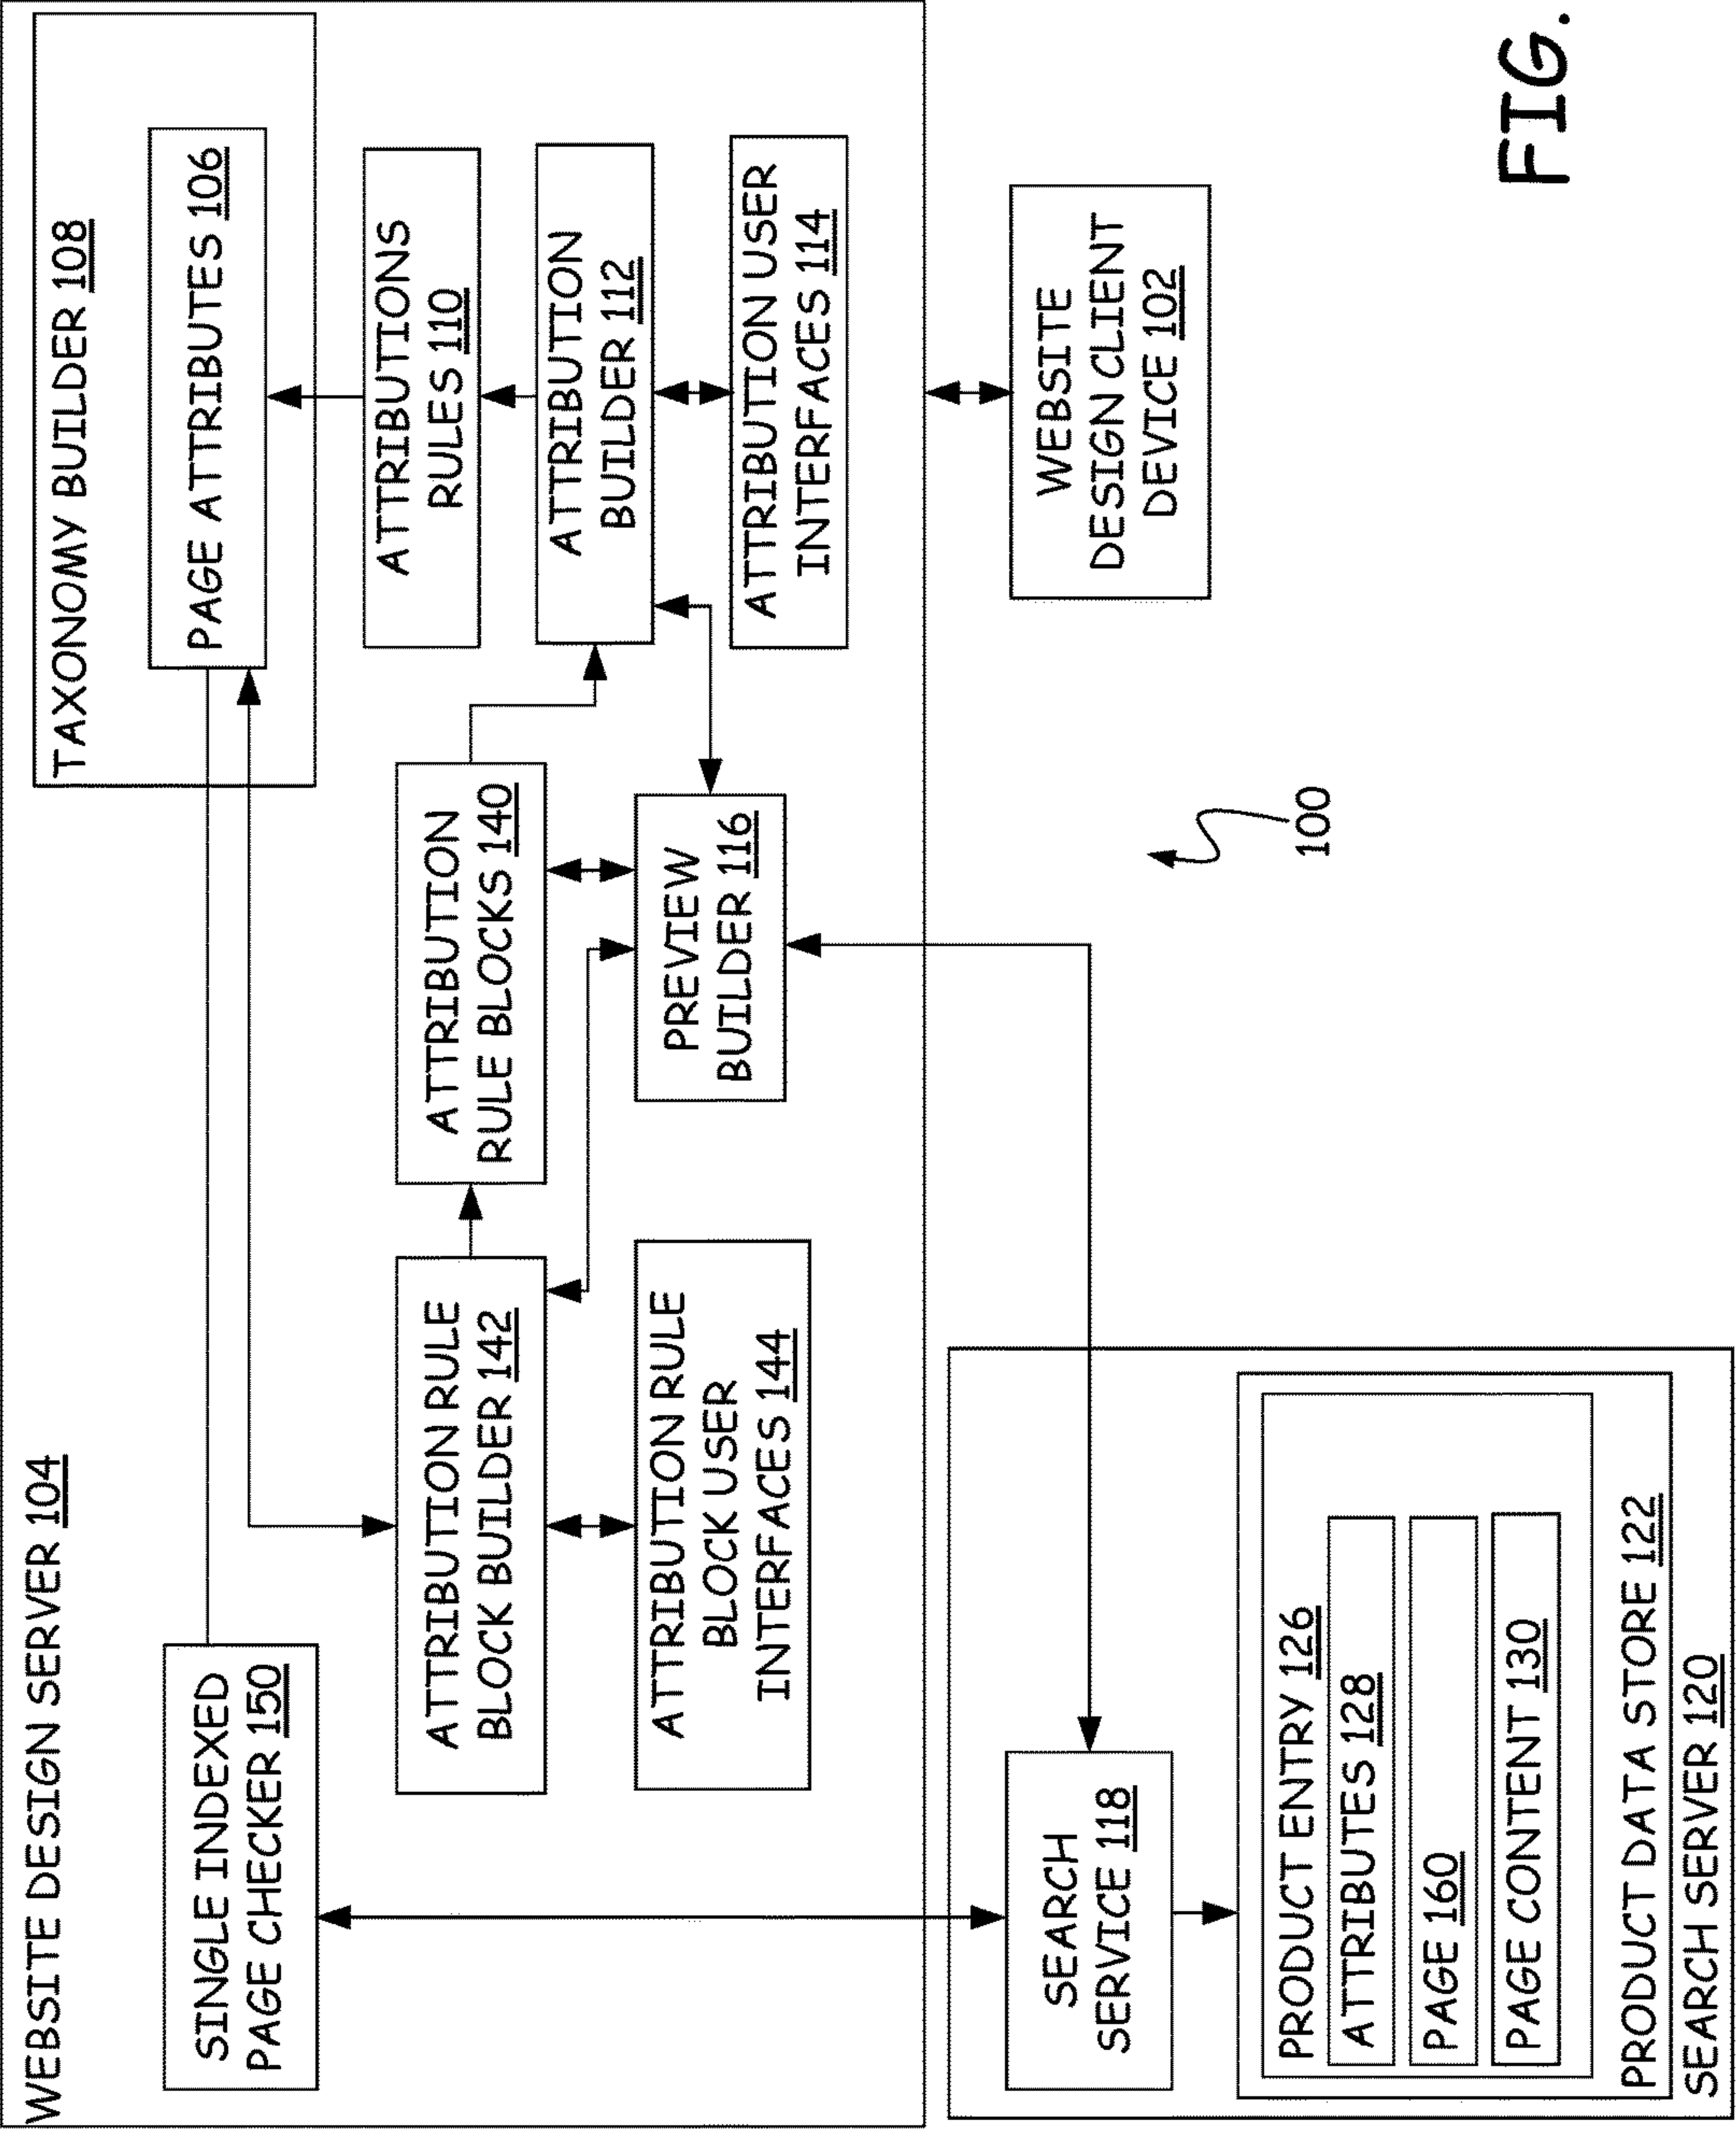 WEBSITE DESIGN SERVER 104
TAXONOMY BUILDER 108
SINGLE INDEXED
PAGE CHECKER 150
PAGE ATTRIBUTES 106
ATTRIBUTION RULE
BLOCK BUILDER 142
ATTRIBUTION
RULE BLOCKS 140
ATTRIBUTIONS
RULES 110
ATTRIBUTION
BUILDER 112
ATTRIBUTION RULE
BLOCK USER
INTERFACES 144
PREVIEW
BUILDER 116
ATTRIBUTION USER
INTERFACES 114
SEARCH
SERVICE 118
WEBSITE
DESIGN CLIENT
DEVICE 102
100
PRODUCT ENTRY 126
ATTRIBUTES 128
PAGE 160
PAGE CONTENT 130
PRODUCT DATA STORE 122
SEARCH SERVER 120
FIG.